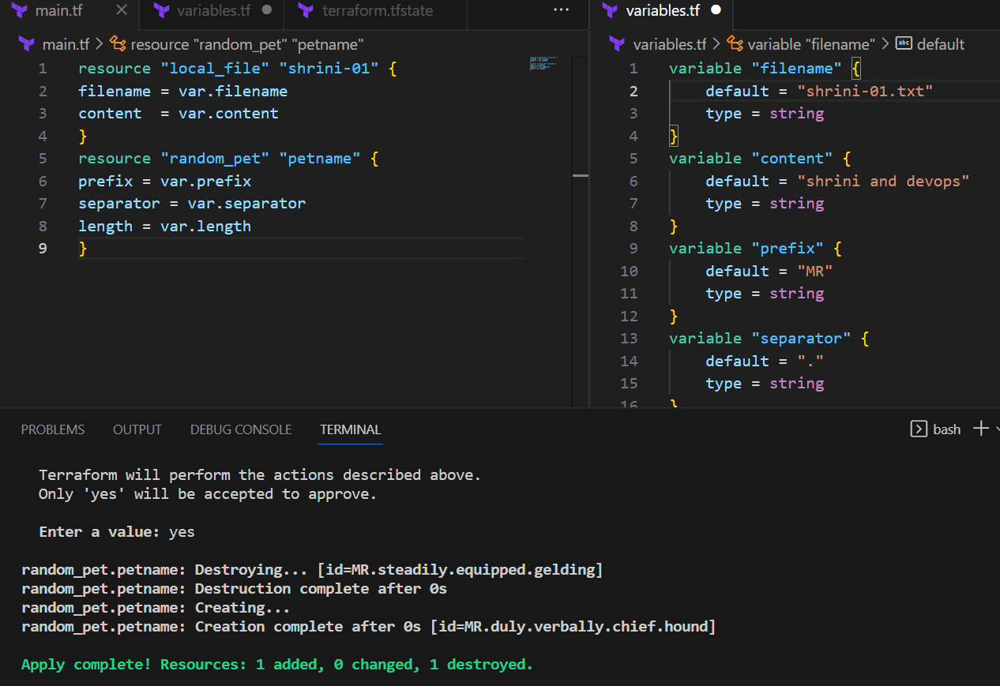 main.tf
variables.tf
terraform.tfstate
...
variables.tf
main.tf > resource "random_pet" "petname"
1 resource "local_file" "shrini-01" {
2 filename = var.filename
3 content  = var.content
4 }
5 resource "random_pet" "petname" {
6 prefix = var.prefix
7 separator = var.separator
8 length = var.length
9 }
variables.tf > variable "filename" > abc default
1 variable "filename" {
2     default = "shrini-01.txt"
3     type = string
4 }
5 variable "content" {
6     default = "shrini and devops"
7     type = string
8 }
9 variable "prefix" {
10     default = "MR"
11     type = string
12 }
13 variable "separator" {
14     default = "."
15     type = string
16 }
PROBLEMS OUTPUT DEBUG CONSOLE TERMINAL
bash
Terraform will perform the actions described above.
Only 'yes' will be accepted to approve.
Enter a value: yes
random_pet.petname: Destroying... [id=MR.steadily.equipped.gelding]
random_pet.petname: Destruction complete after 0s
random_pet.petname: Creating...
random_pet.petname: Creation complete after 0s [id=MR.duly.verbally.chief.hound]
Apply complete! Resources: 1 added, 0 changed, 1 destroyed.